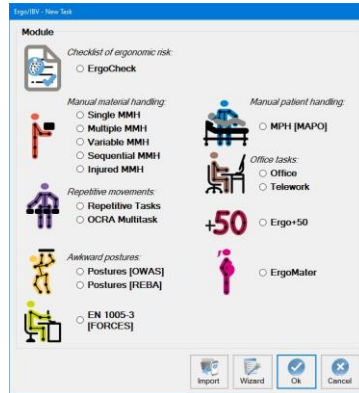 Ergo/IBV - New Task
Module
Checklist of ergonomic risk:
ErgoCheck
Manual material handling:
Single MMH
Multiple MMH
Variable MMH
Sequential MMH
Injured MMH
Manual patient handling:
MPH [MAPO]
Office tasks:
Office
Telework
Repetitive movements:
Repetitive Tasks
OCRA Multitask
+50
Ergo+50
Awkward postures:
Postures [OWAS]
Postures [REBA]
ErgoMater
EN 1005-3
[FORCES]
Import
Wizard
Ok
Cancel